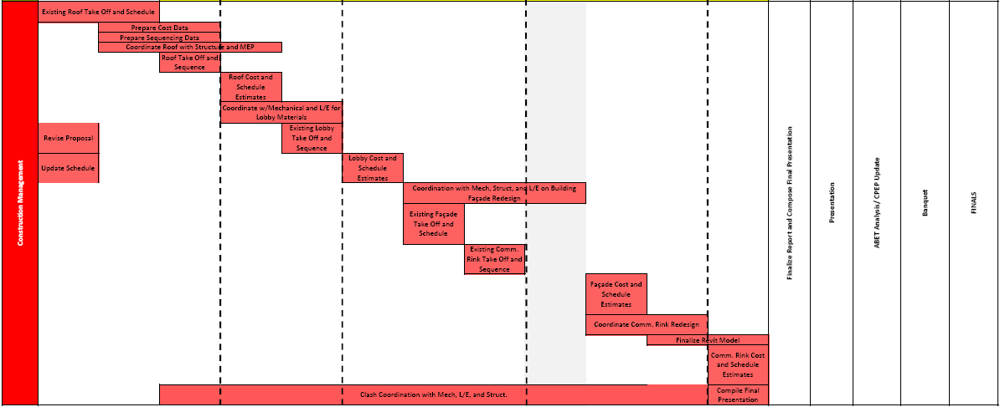 Construction Management
Existing Roof Take Off and Schedule
Prepare Cost Data
Prepare Sequencing Data
Coordinate Roof with Structure and MEP
Roof Take Off and
Sequence
Roof Cost and
Schedule
Estimates
Coordinate w/Mechanical and L/E for
Lobby Materials
Revise Proposal
Existing Lobby
Take Off and
Sequence
Update Schedule
Lobby Cost and
Schedule
Estimates
Coordination with Mech, Struct, and L/E on Building
Façade Redesign
Existing Façade
Take Off and
Schedule
Existing Comm.
Rink Take Off and
Sequence
Façade Cost and
Schedule
Estimates
Coordinate Comm. Rink Redesign
Finalize Revit Model
Comm. Rink Cost
and Schedule
Estimates
Clash Coordination with Mech, L/E, and Struct.
Compile Final
Presentation
Finalize Report and Compose Final Presentation
Presentation
ABET Analysis/ CPEP Update
Banquet
FINALS